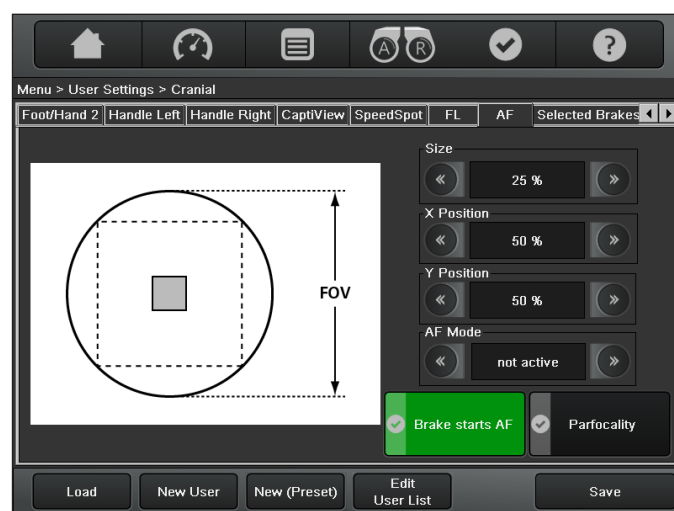 A R ?
Menu > User Settings > Cranial
Foot/Hand 2 Handle Left Handle Right CaptiView SpeedSpot FL AF Selected Brakes
Size
25 %
X Position
50 %
Y Position
50 %
AF Mode
not active
FOV
Brake starts AF Parfocality
Load New User New (Preset) Edit
User List Save